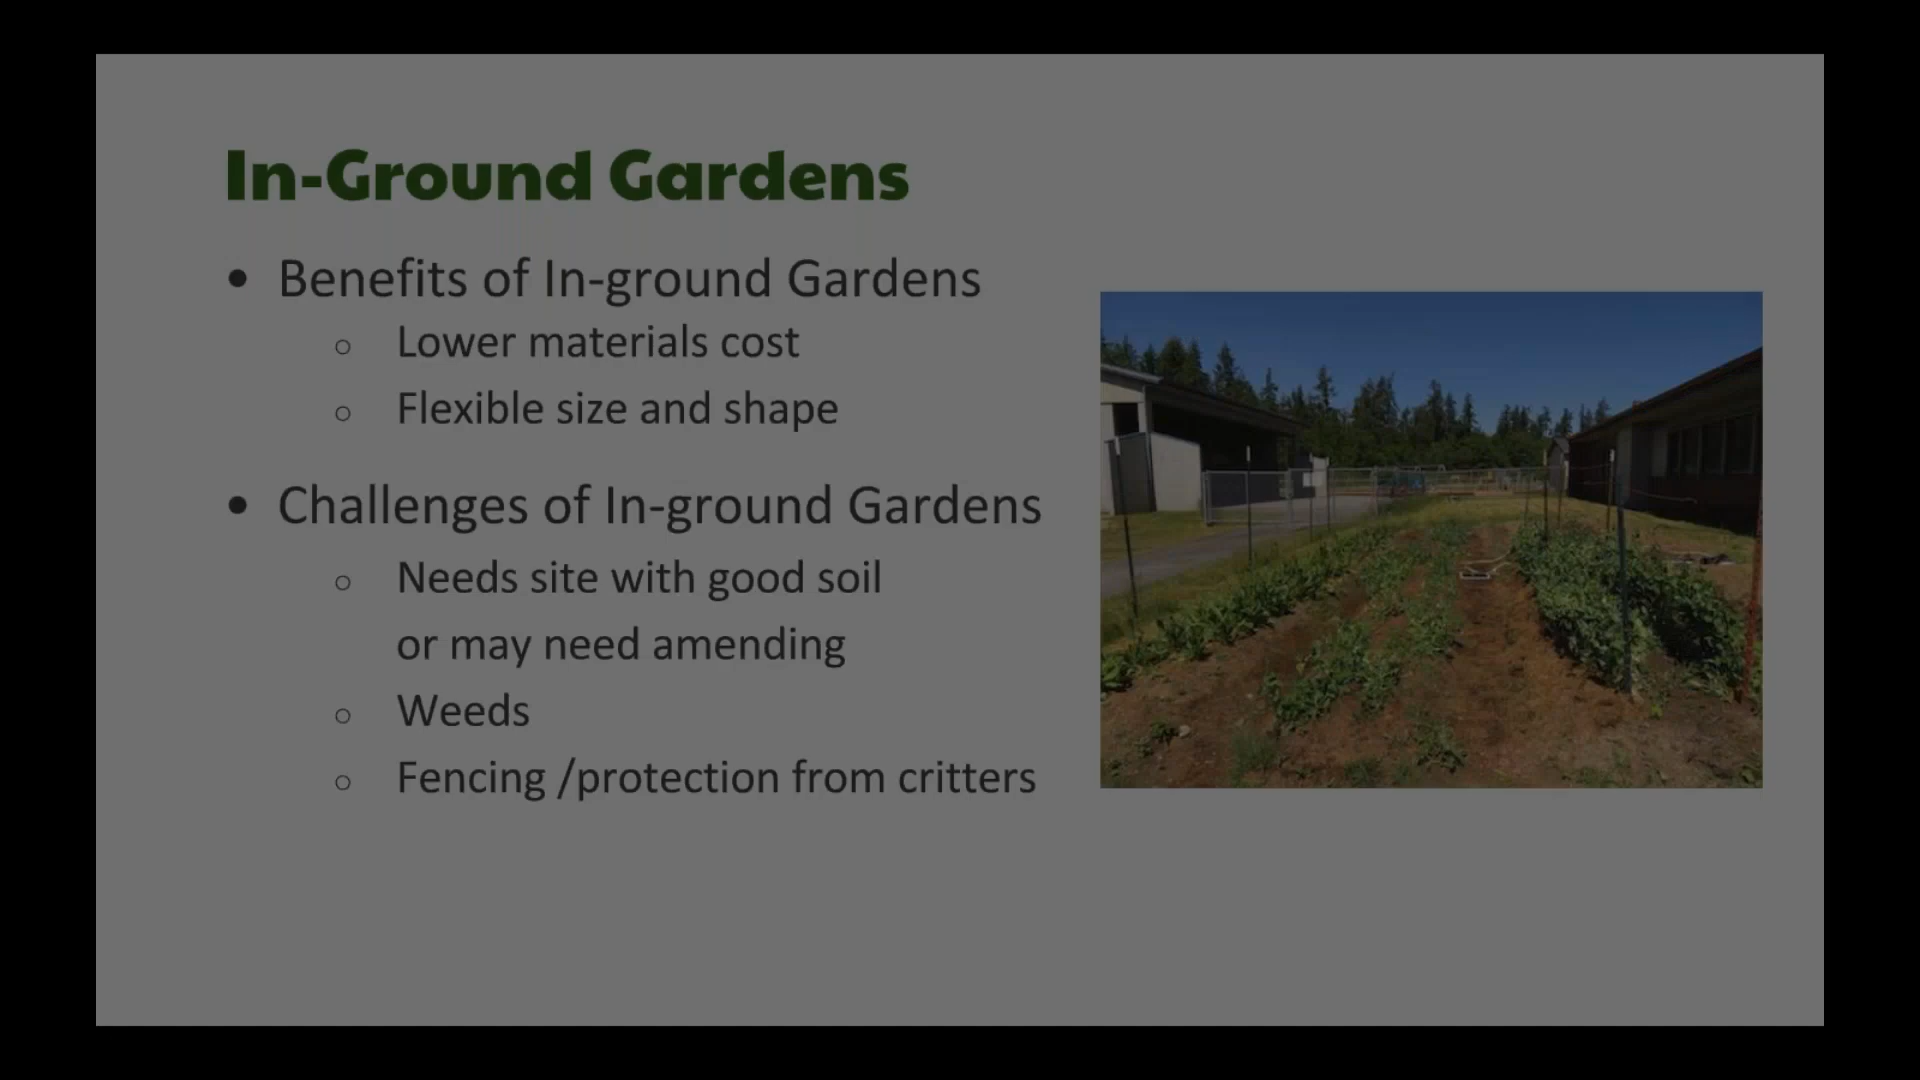 In-Ground Gardens
• Benefits of In-ground Gardens
○ Lower materials cost
○ Flexible size and shape
• Challenges of In-ground Gardens
○ Needs site with good soil
or may need amending
○ Weeds
○ Fencing /protection from critters